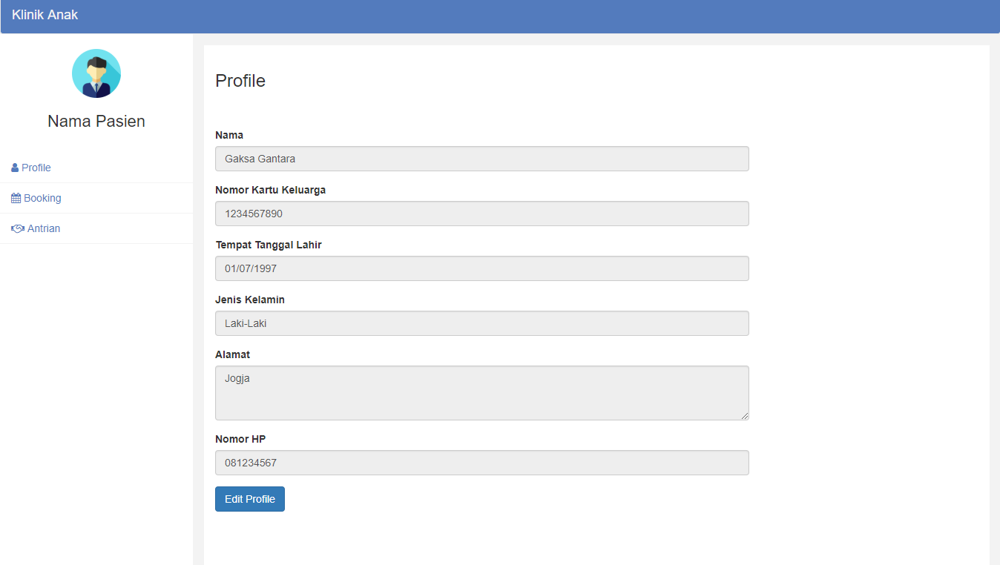 Klinik Anak
Nama Pasien
Profile
Booking
Antrian
Profile
Nama
Gaksa Gantara
Nomor Kartu Keluarga
1234567890
Tempat Tanggal Lahir
01/07/1997
Jenis Kelamin
Laki-Laki
Alamat
Jogja
Nomor HP
081234567
Edit Profile